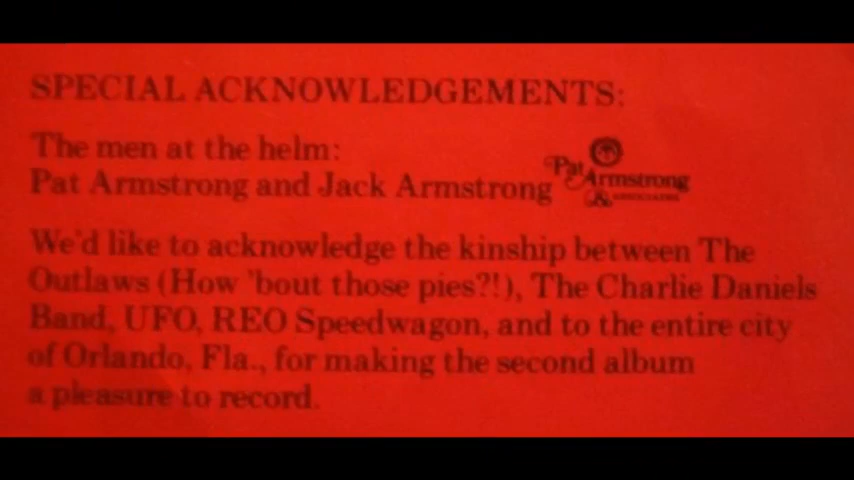 SPECIAL ACKNOWLEDGEMENTS:
The men at the helm:
Pat Armstrong and Jack Armstrong
Pat
Armstrong
& ASSOCIATES
We'd like to acknowledge the kinship between The
Outlaws (How 'bout those pies?!), The Charlie Daniels
Band, UFO, REO Speedwagon, and to the entire city
of Orlando, Fla., for making the second album
a pleasure to record.